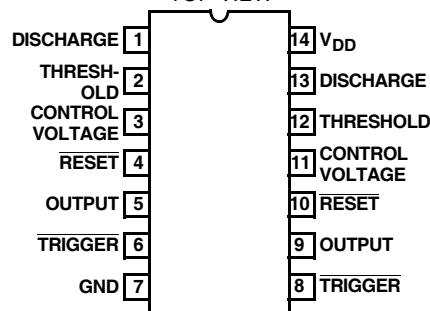 TOP VIEW
DISCHARGE 1
THRESH-
OLD 2
CONTROL
VOLTAGE 3
RESET 4
OUTPUT 5
TRIGGER 6
GND 7
14 VDD
13 DISCHARGE
12 THRESHOLD
11 CONTROL
VOLTAGE
10 RESET
9 OUTPUT
8 TRIGGER